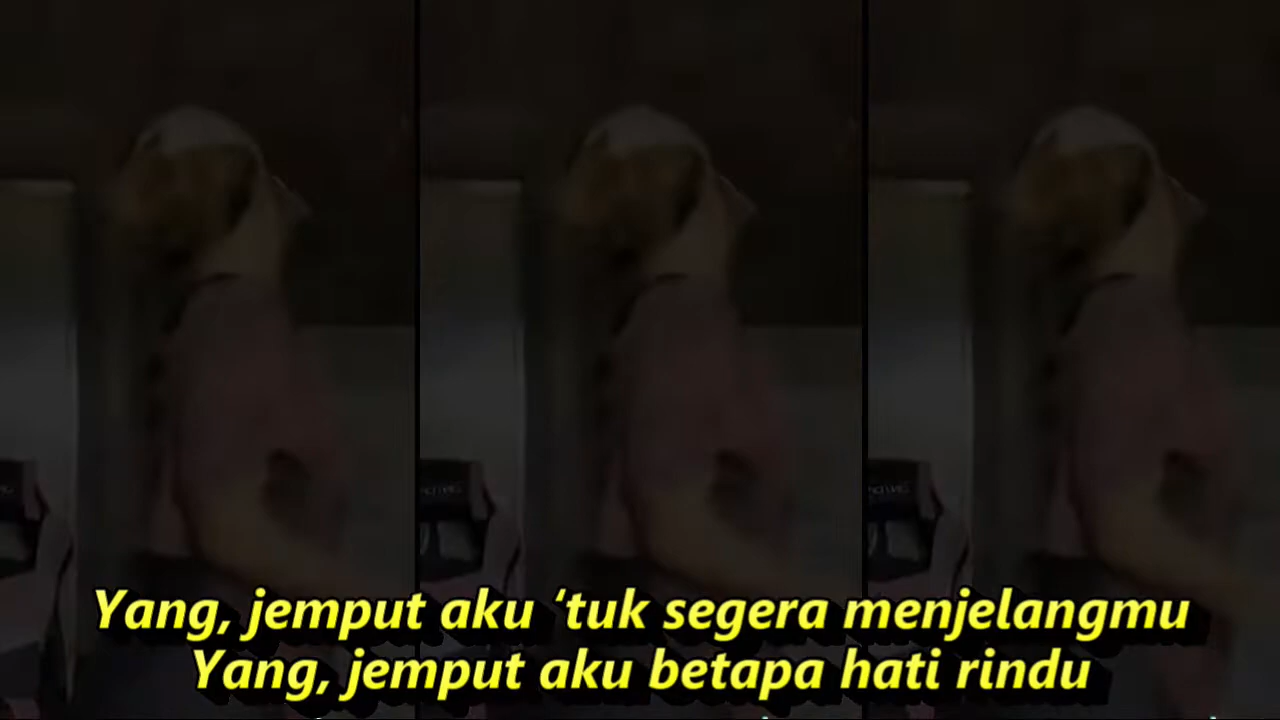 Yang, jemput aku ‘tuk segera menjelangmu
Yang, jemput aku betapa hati rindu